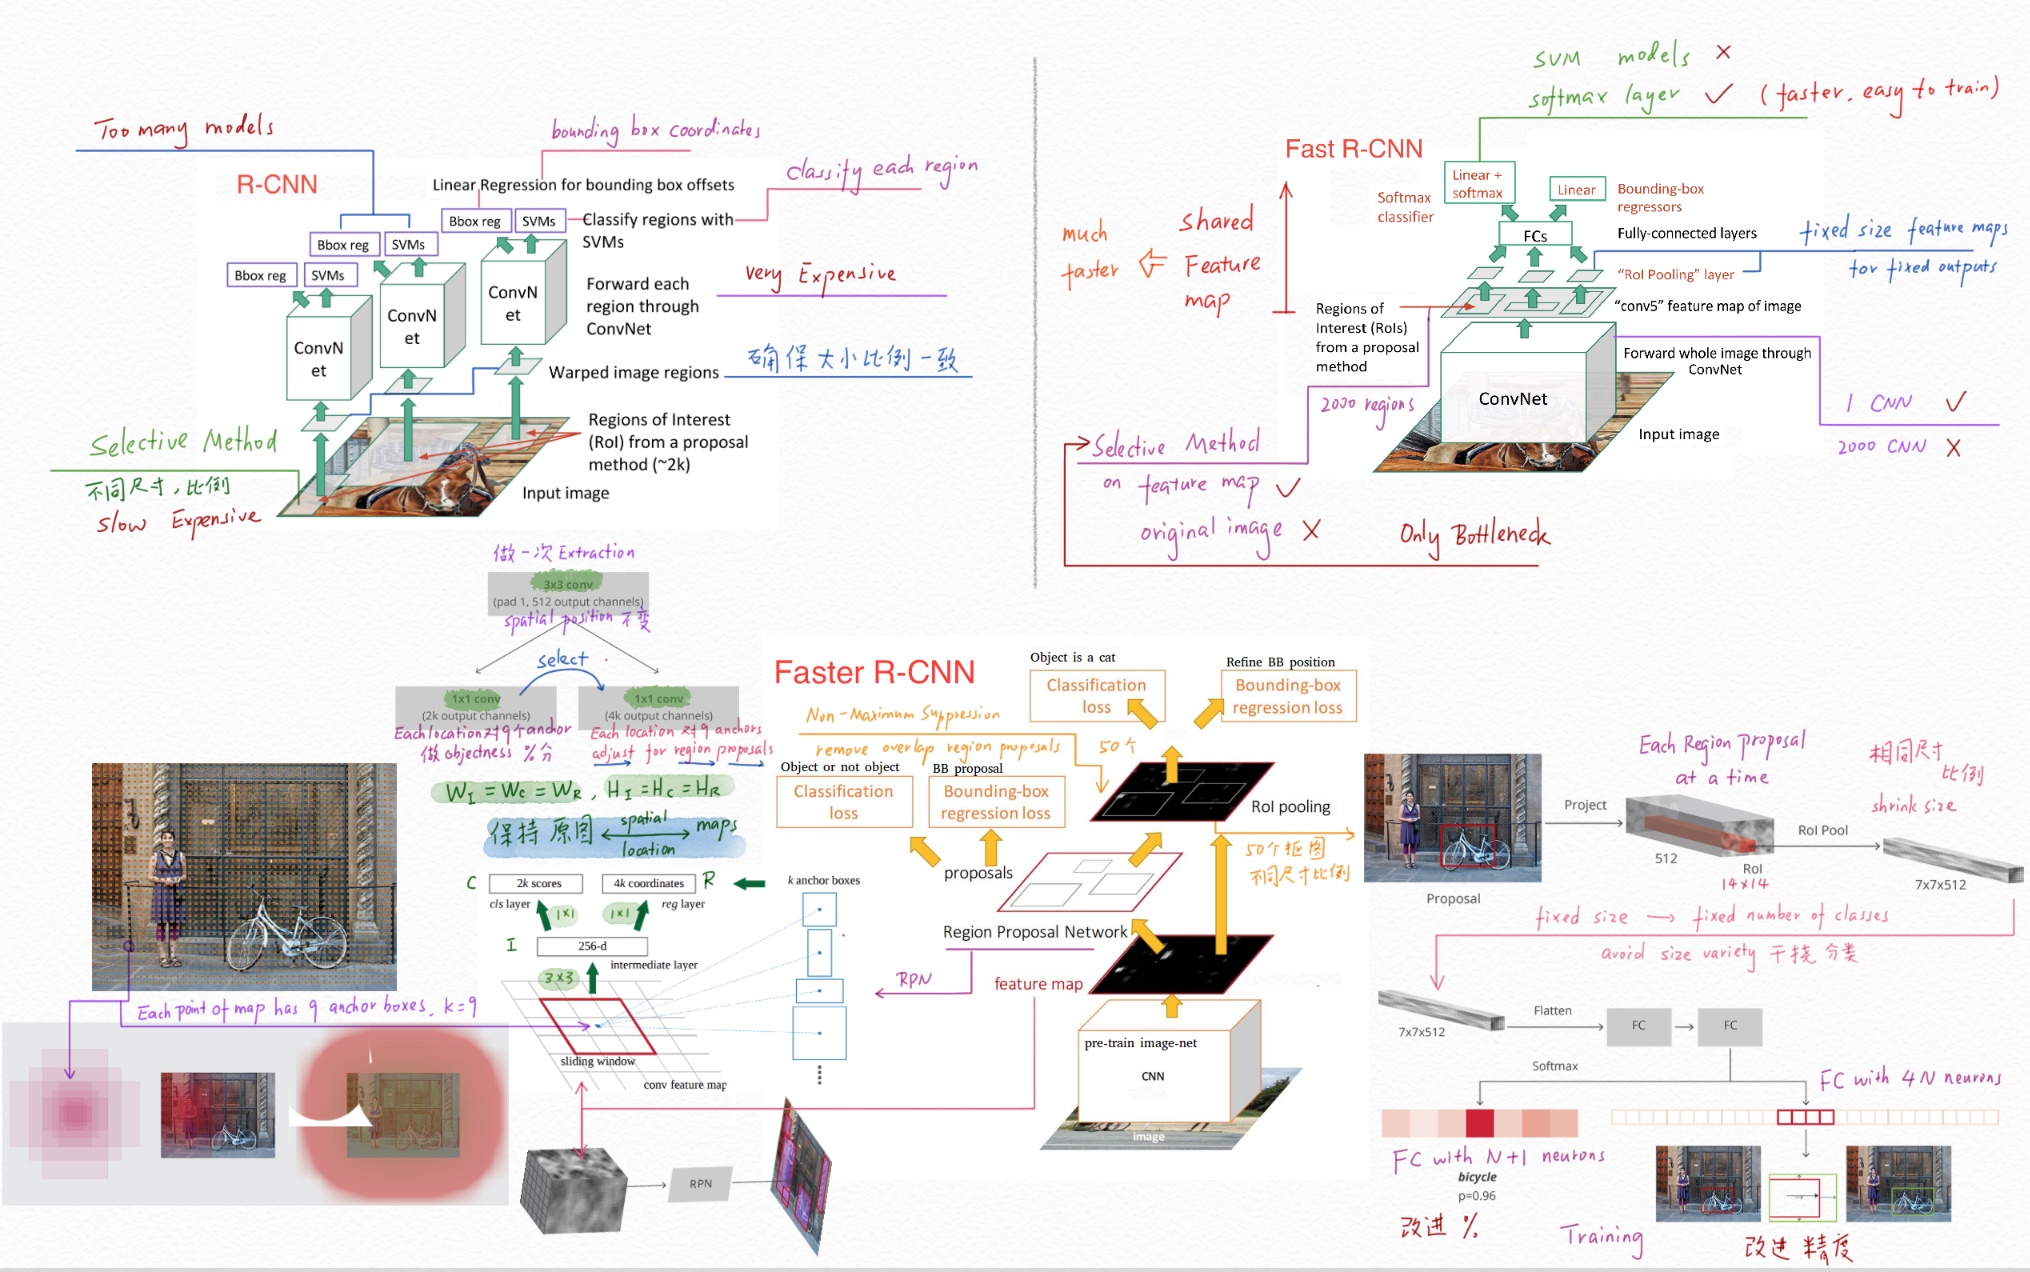 Too many models
R-CNN
bounding box coordinates
classify each region
Linear Regression for bounding box offsets
Bbox reg
SVMs
Classify regions with
SVMs
Bbox reg
SVMs
Bbox reg
SVMs
ConvN
et
ConvN
et
ConvN
et
Forward each
region through
ConvNet
very Expensive
Warped image regions
确保大小比例一致
Regions of Interest
(RoI) from a proposal
method (~2k)
Input image
Selective Method
不同尺寸,比例
Slow Expensive
SVM models ×
softmax layer ✓ (faster, easy to train)
Fast R-CNN
Linear +
softmax
Softmax
classifier
Linear
Bounding-box
regressors
FCs
Fully-connected layers
fixed size feature maps
for fixed outputs
"RoI Pooling" layer
much
faster
Shared
Feature
map
Regions of
Interest (RoIs)
from a proposal
method
"conv5" feature map of image
Forward whole image through
ConvNet
ConvNet
Input image
1 CNN ✓
2000 CNN ×
2000 regions
Selective Method
on feature map ✓
original image ×
Only Bottleneck
做一次 Extraction
3x3 conv
(pad 1, 512 output channels)
spatial position 不变
select
1x1 conv
(2k output channels)
1x1 conv
(4k output channels)
Each location 对9个anchor
做 objectness %分
Each location 对 9 anchors
adjust for region proposals
W_I = W_C = W_R , H_I = H_C = H_R
保持 原图 spatial location maps
C
2k scores
4k coordinates
R
cls layer
reg layer
1×1
1×1
I
256-d
intermediate layer
3×3
k anchor boxes
sliding window
conv feature map
Each point of map has 9 anchor boxes, k=9
RPN
Faster R-CNN
Object is a cat
Classification
loss
Refine BB position
Bounding-box
regression loss
Non-Maximum Suppression
remove overlap region proposals
50个
Object or not object
Classification
loss
BB proposal
Bounding-box
regression loss
RoI pooling
proposals
50个抠图
不同尺寸比例
Region Proposal Network
RPN
feature map
pre-train image-net
CNN
image
Proposal
Project
Each Region proposal
at a time
512
RoI
14×14
RoI Pool
相同尺寸
比例
shrink size
7x7x512
fixed size → fixed number of classes
avoid size variety 干扰 分类
7x7x512
Flatten
FC
FC
Softmax
FC with 4N neurons
FC with N+1 neurons
bicycle
p=0.96
改进 %
Training
改进 精度